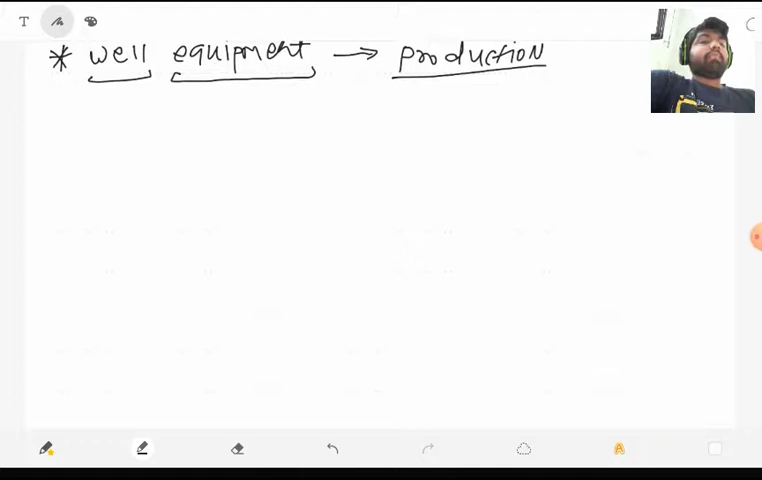 T
* well equipment → production
A